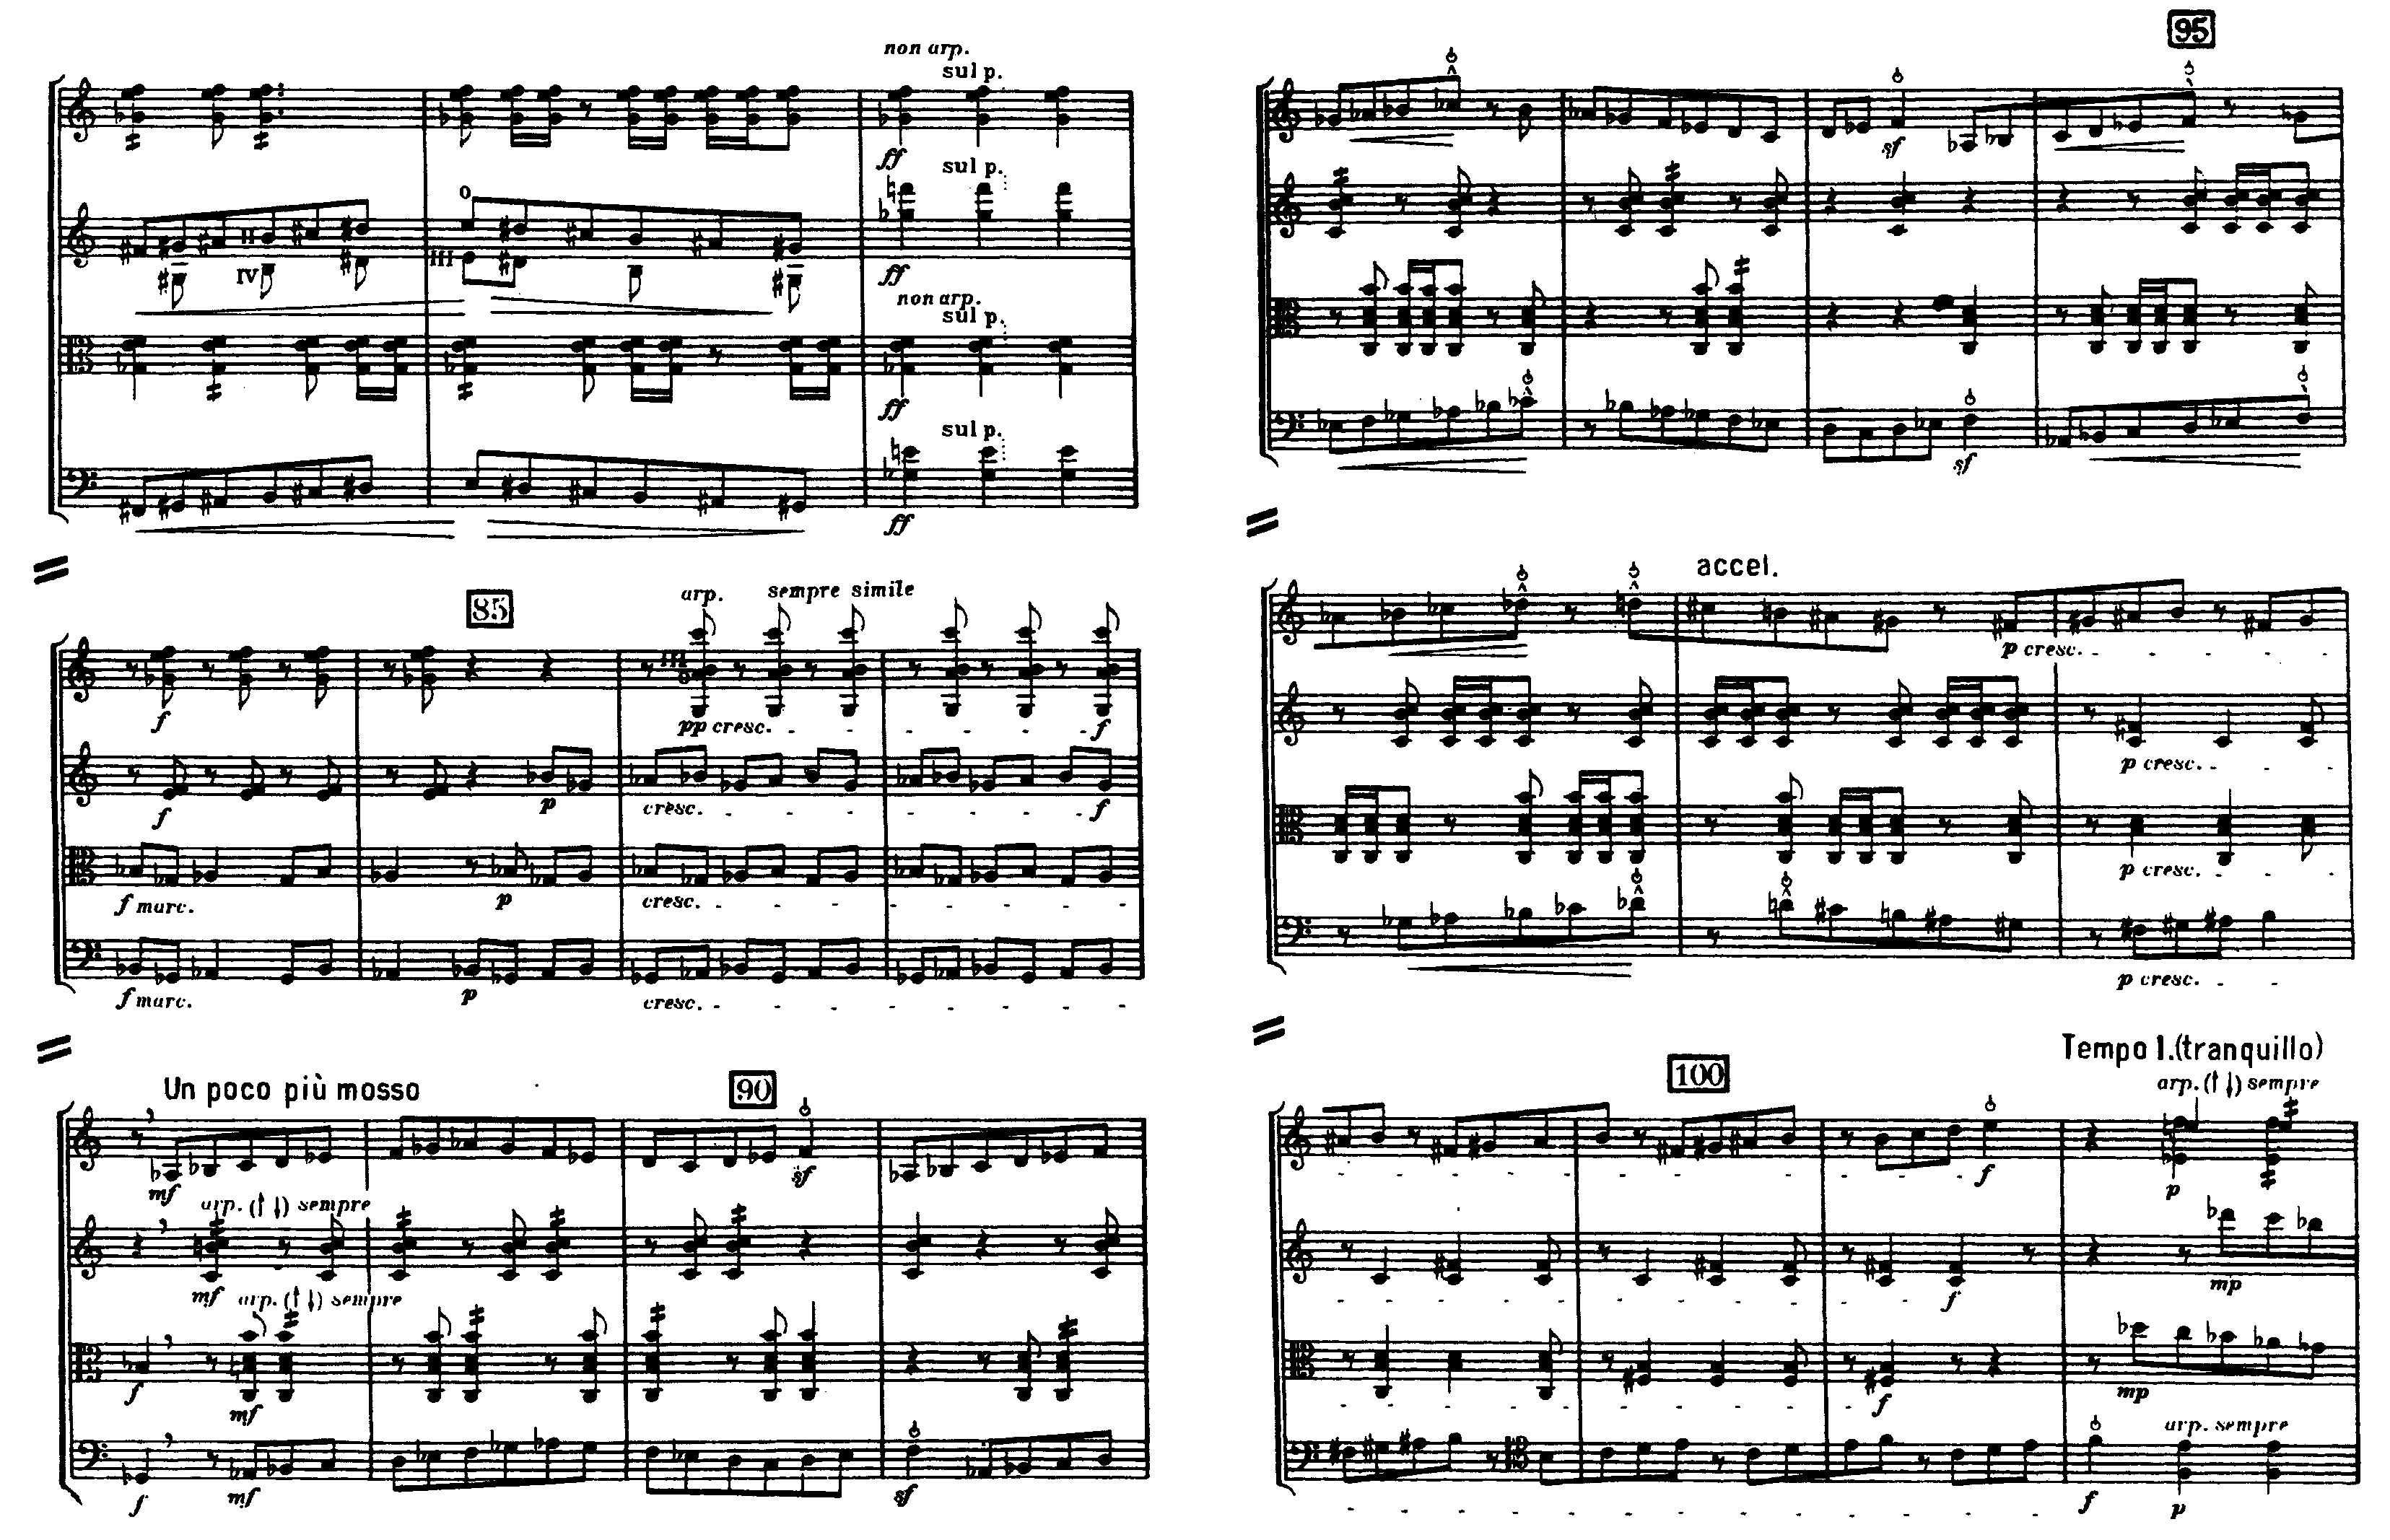 non arp.
sul p.
ff
sul p.
o
II
IV
III
ff
non arp.
sul p.
ff
sul p.
ff
85
arp. sempre simile
III
f
pp cresc.
f
f
p
cresc.
f
f marc.
p
cresc.
f marc.
p
cresc.
Un poco più mosso
90
mf
sf
arp. (↑↓) sempre
mf
arp. (↑↓) sempre
f
mf
f
mf
sf
95
sf
sf
accel.
p cresc.
p cresc.
p cresc.
p cresc.
100
Tempo I. (tranquillo)
arp. (↑↓) sempre
f
p
f
mp
f
mp
arp. sempre
f
p